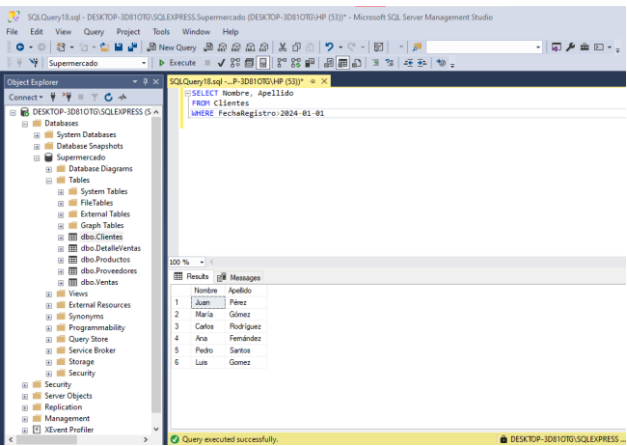 SQLQuery18.sql - DESKTOP-3D81OTG\SQLEXPRESS.Supermercado (DESKTOP-3D81OTG\HP (53))* - Microsoft SQL Server Management Studio
File Edit View Query Project Tools Window Help
New Query
Supermercado Execute
Object Explorer
SQLQuery18.sql -...P-3D81OTG\HP (53))*
Connect
SELECT Nombre, Apellido
FROM Clientes
WHERE FechaRegistro>2024-01-01
DESKTOP-3D81OTG\SQLEXPRESS (S
Databases
System Databases
Database Snapshots
Supermercado
Database Diagrams
Tables
System Tables
FileTables
External Tables
Graph Tables
dbo.Clientes
dbo.DetalleVentas
dbo.Productos
dbo.Proveedores
dbo.Ventas
Views
External Resources
Synonyms
Programmability
Query Store
Service Broker
Storage
Security
Security
Server Objects
Replication
Management
XEvent Profiler
100 %
Results Messages
Nombre Apellido
1 Juan Pérez
2 María Gómez
3 Carlos Rodríguez
4 Ana Fernández
5 Pedro Santos
6 Luis Gomez
Query executed successfully.
DESKTOP-3D81OTG\SQLEXPRESS ...